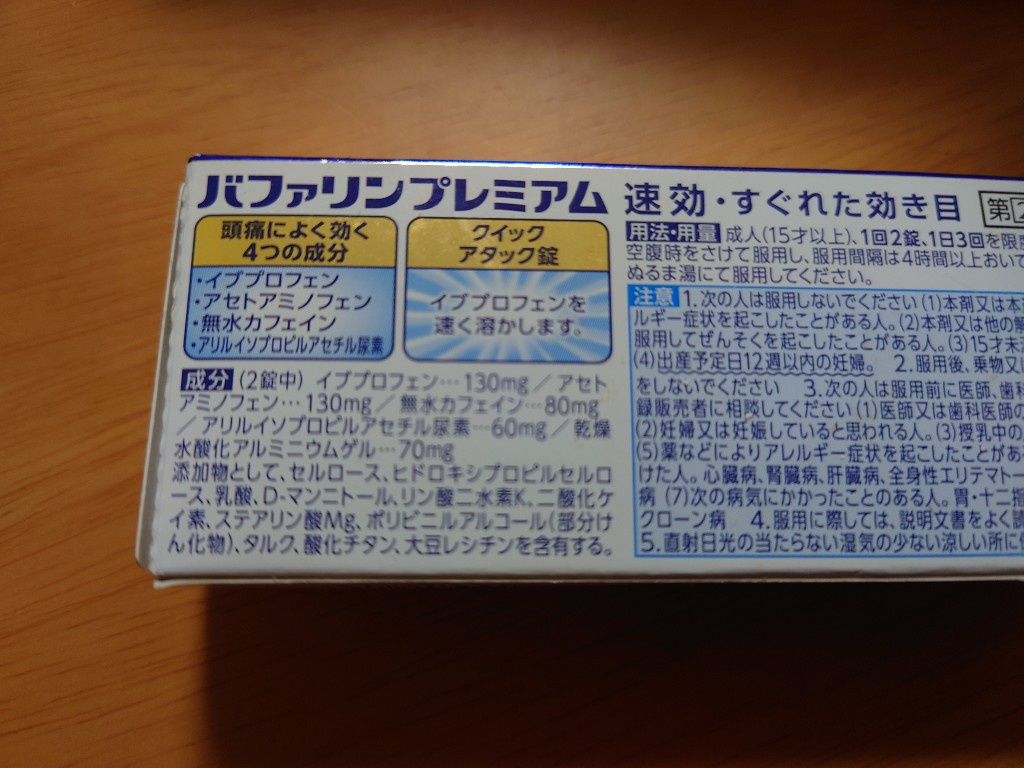 バファリンプレミアム 速効・すぐれた効き目
頭痛によく効く
4つの成分
・イブプロフェン
・アセトアミノフェン
・無水カフェイン
・アリルイソプロピルアセチル尿素
クイック
アタック錠
イブプロフェンを
速く溶かします。
成分 (2錠中) イブプロフェン…130mg/アセト
アミノフェン…130mg/無水カフェイン…80mg
/アリルイソプロピルアセチル尿素…60mg/乾燥
水酸化アルミニウムゲル…70mg
添加物として、セルロース、ヒドロキシプロピルセルロ
ース、乳酸、D-マンニトール、リン酸二水素K、二酸化ケ
イ素、ステアリン酸Mg、ポリビニルアルコール(部分け
ん化物)、タルク、酸化チタン、大豆レシチンを含有する。
第
用法・用量 成人(15才以上)、1回2錠、1日3回を限
空腹時をさけて服用し、服用間隔は4時間以上おいて
ぬるま湯にて服用してください。
注意 1.次の人は服用しないでください (1)本剤又は本
ルギー症状を起こしたことがある人。(2)本剤又は他の解
服用してぜんそくを起こしたことがある人。(3)15才未
(4)出産予定日12週以内の妊婦。 2.服用後、乗物又
をしないでください 3.次の人は服用前に医師、歯科
録販売者に相談してください (1)医師又は歯科医師の
(2)妊婦又は妊娠していると思われる人。(3)授乳中の
(5)薬などによりアレルギー症状を起こしたことがあ
けた人。心臓病、腎臓病、肝臓病、全身性エリテマトー
病 (7)次の病気にかかったことのある人。胃・十二指
クローン病 4.服用に際しては、説明文書をよく読
5.直射日光の当たらない湿気の少ない涼しい所に